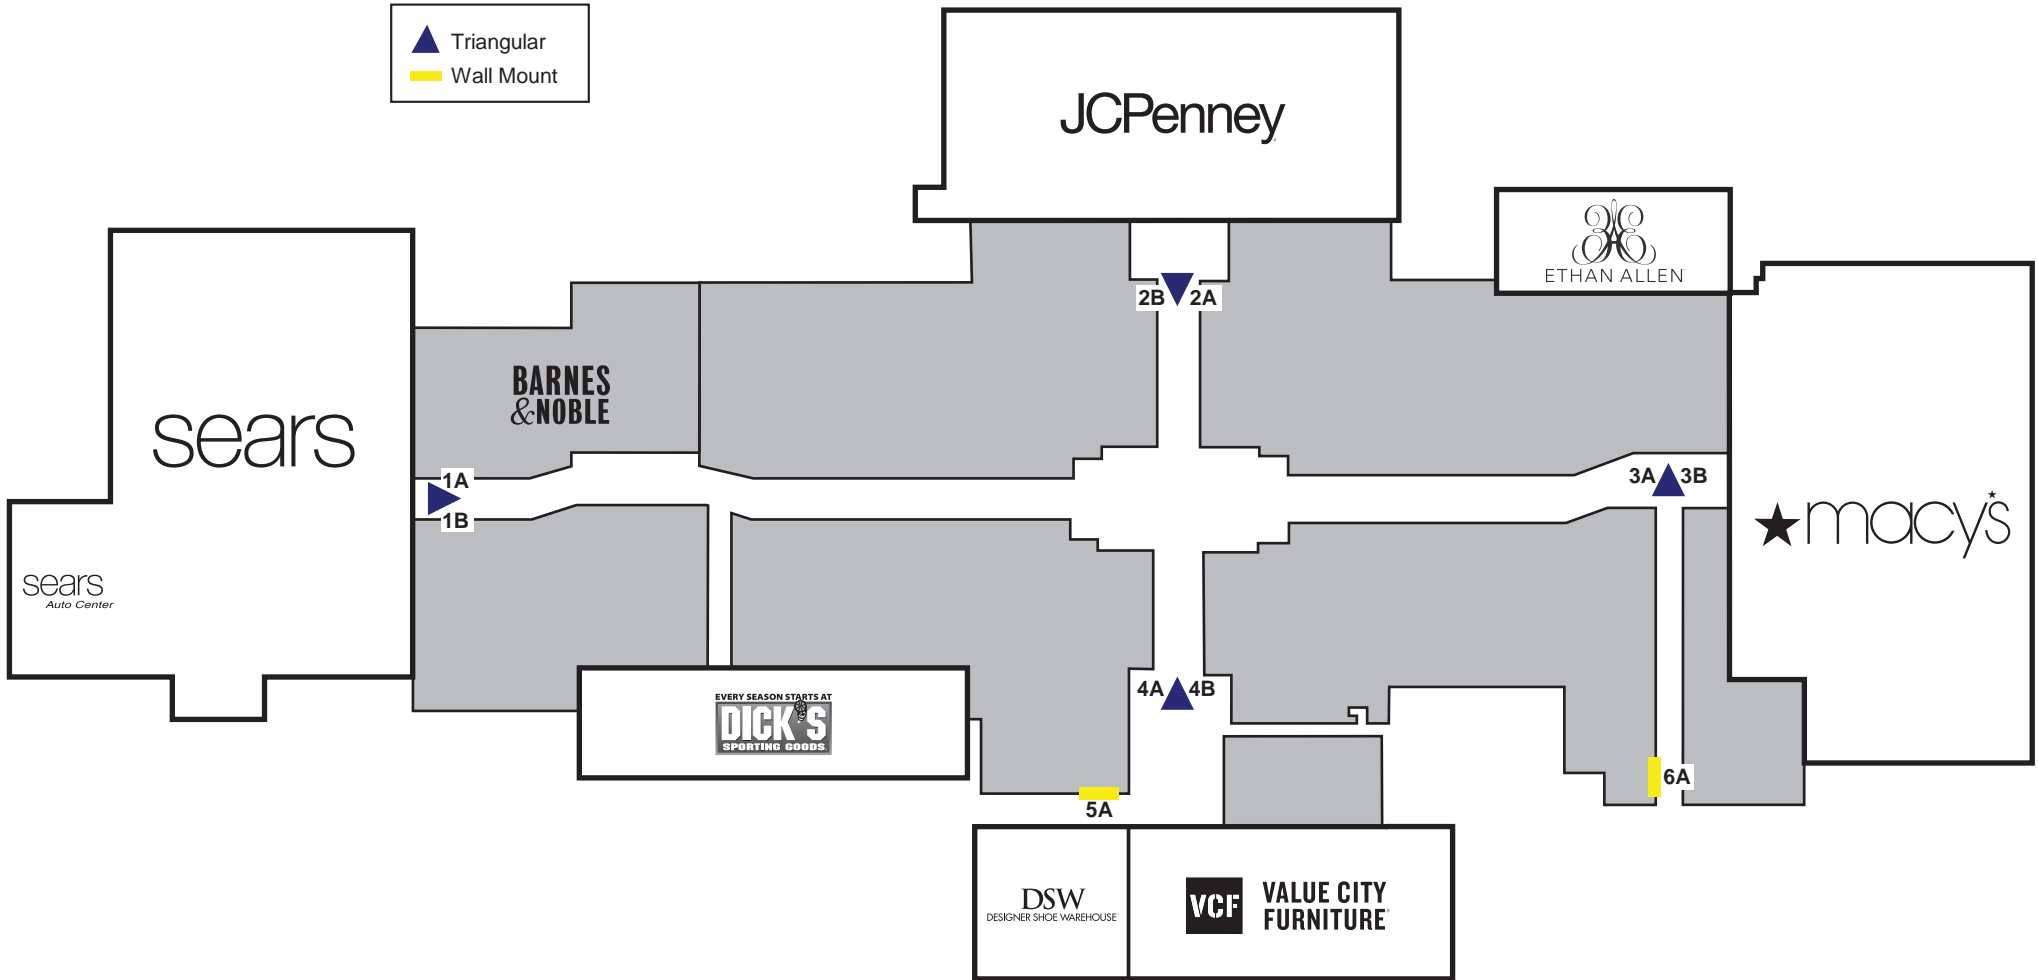 Triangular
Wall Mount
JCPenney
ETHAN ALLEN
2B 2A
BARNES
&NOBLE
sears
1A
1B
3A 3B
macy's
sears
Auto Center
4A 4B
EVERY SEASON STARTS AT
DICK'S
SPORTING GOODS
6A
5A
DSW
DESIGNER SHOE WAREHOUSE
VCF
VALUE CITY
FURNITURE